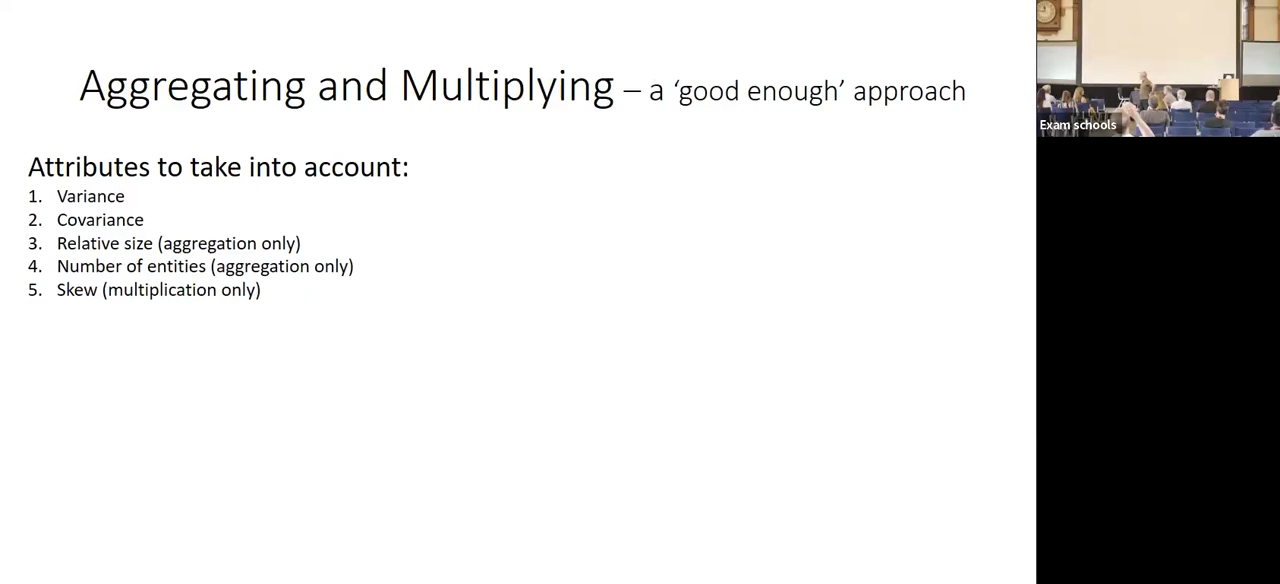 Aggregating and Multiplying – a ‘good enough’ approach
Attributes to take into account:
1. Variance
2. Covariance
3. Relative size (aggregation only)
4. Number of entities (aggregation only)
5. Skew (multiplication only)
Exam schools